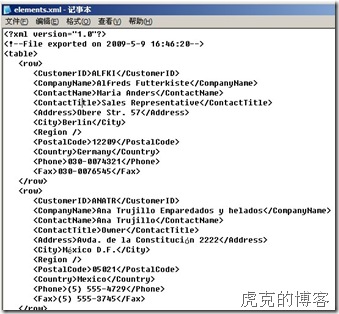 elements.xml - 记事本
文件(F) 编辑(E) 格式(O) 查看(V) 帮助(H)
<?xml version="1.0"?>
<!--File exported on 2009-5-9 16:46:20-->
<table>
<row>
<CustomerID>ALFKI</CustomerID>
<CompanyName>Alfreds Futterkiste</CompanyName>
<ContactName>Maria Anders</ContactName>
<ContactTitle>Sales Representative</ContactTitle>
<Address>Obere Str. 57</Address>
<City>Berlin</City>
<Region />
<PostalCode>12209</PostalCode>
<Country>Germany</Country>
<Phone>030-0074321</Phone>
<Fax>030-0076545</Fax>
</row>
<row>
<CustomerID>ANATR</CustomerID>
<CompanyName>Ana Trujillo Emparedados y helados</CompanyName>
<ContactName>Ana Trujillo</ContactName>
<ContactTitle>Owner</ContactTitle>
<Address>Avda. de la Constitución 2222</Address>
<City>México D.F.</City>
<Region />
<PostalCode>05021</PostalCode>
<Country>Mexico</Country>
<Phone>(5) 555-4729</Phone>
<Fax>(5) 555-3745</Fax>
虎克的博客